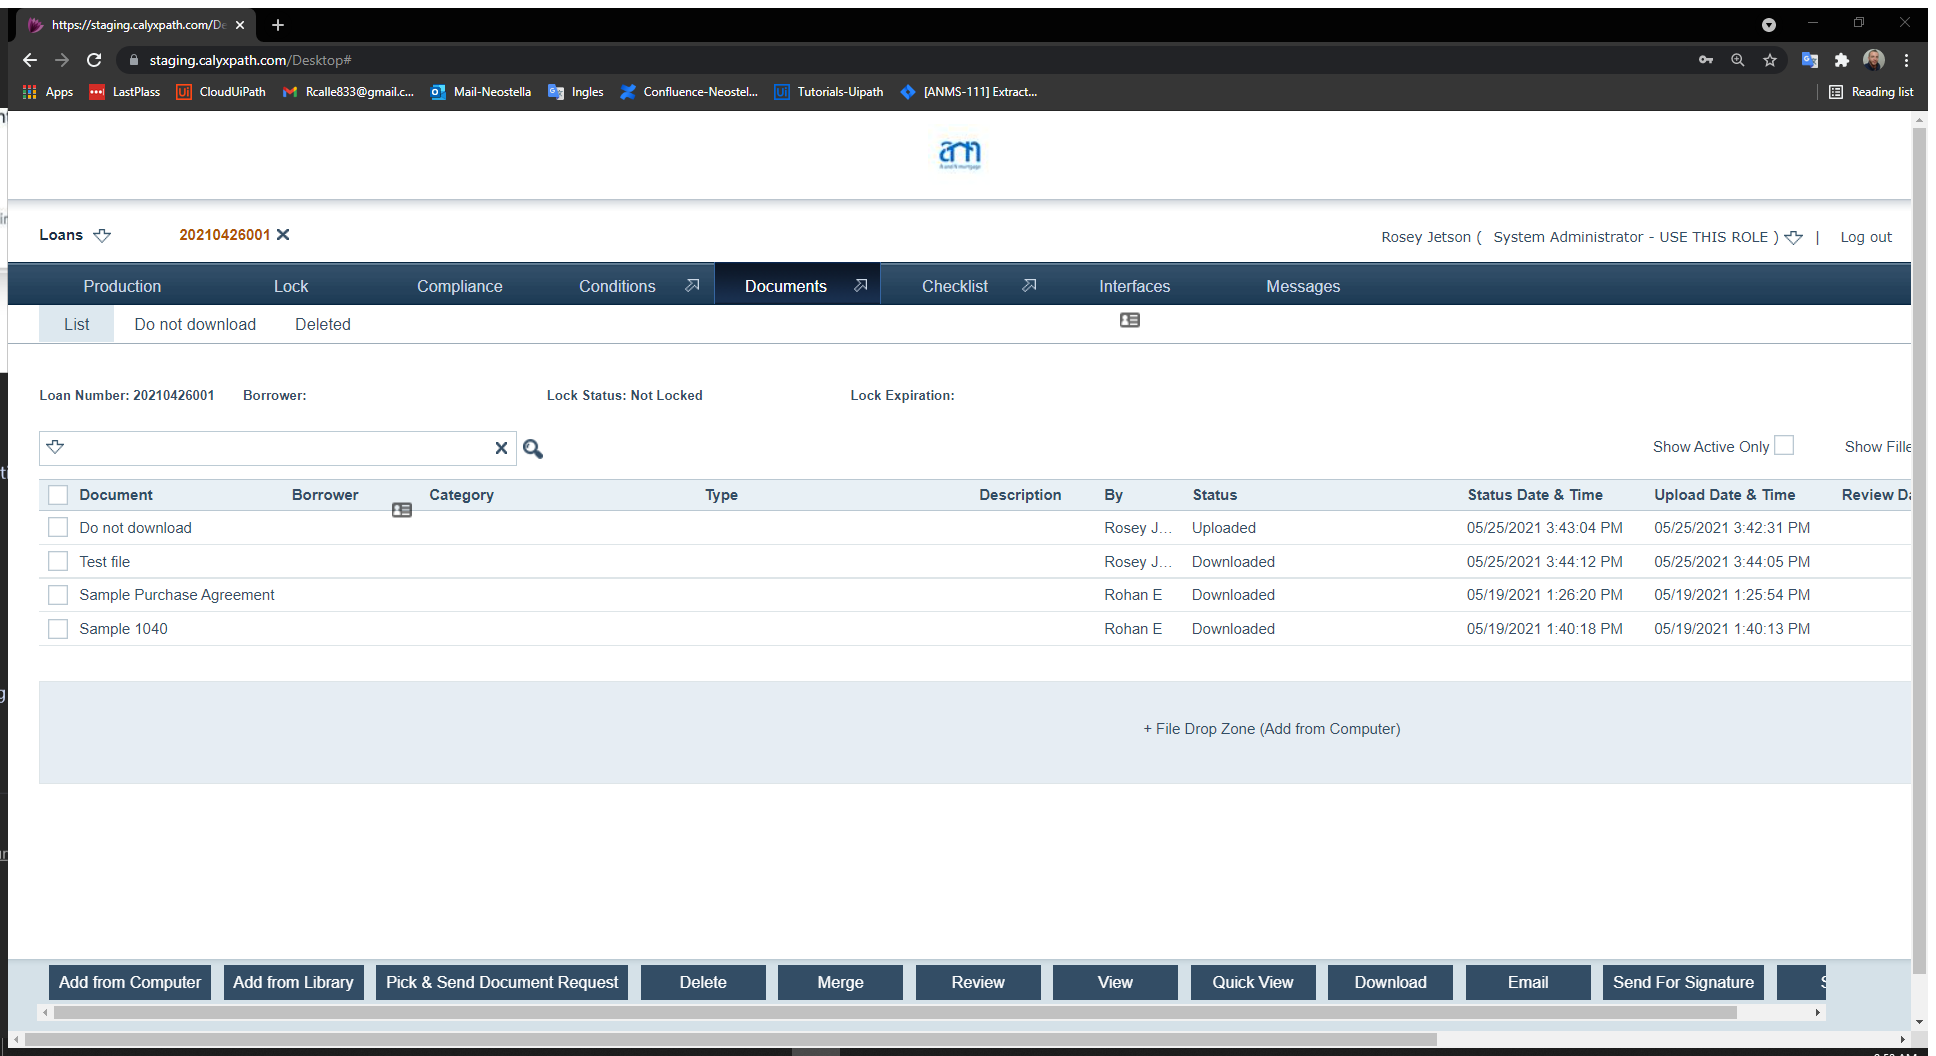 https://staging.calyxpath.com/De
staging.calyxpath.com/Desktop#
Apps LastPlass CloudUiPath Rcalle833@gmail.c... Mail-Neostella Ingles Confluence-Neostel... Tutorials-Uipath [ANMS-111] Extract... Reading list
arn
Loans 20210426001 Rosey Jetson ( System Administrator - USE THIS ROLE ) | Log out
Production Lock Compliance Conditions Documents Checklist Interfaces Messages
List Do not download Deleted
Loan Number: 20210426001 Borrower: Lock Status: Not Locked Lock Expiration:
Show Active Only Show Fille
Document Borrower Category Type Description By Status Status Date & Time Upload Date & Time Review Da
Do not download Rosey J... Uploaded 05/25/2021 3:43:04 PM 05/25/2021 3:42:31 PM
Test file Rosey J... Downloaded 05/25/2021 3:44:12 PM 05/25/2021 3:44:05 PM
Sample Purchase Agreement Rohan E Downloaded 05/19/2021 1:26:20 PM 05/19/2021 1:25:54 PM
Sample 1040 Rohan E Downloaded 05/19/2021 1:40:18 PM 05/19/2021 1:40:13 PM
+ File Drop Zone (Add from Computer)
Add from Computer Add from Library Pick & Send Document Request Delete Merge Review View Quick View Download Email Send For Signature S